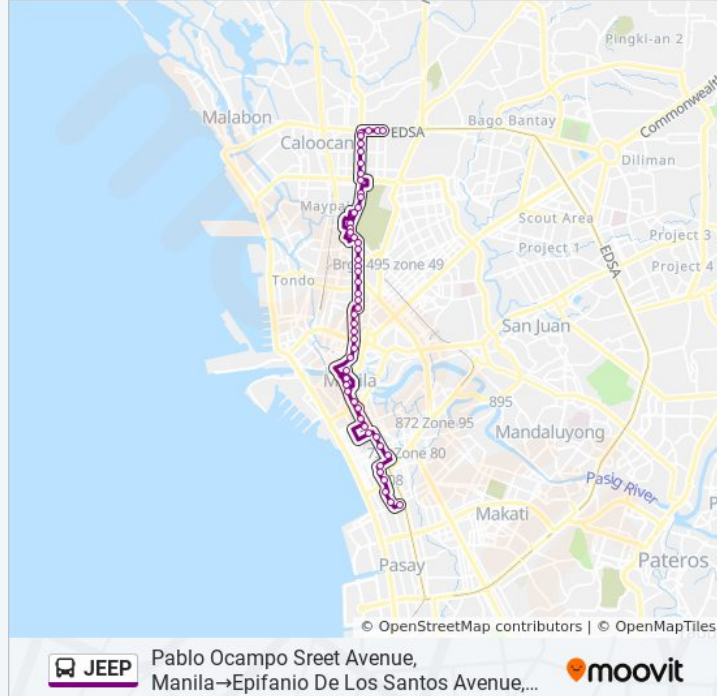 Pingkl-an 2
Malabon
Commonwealth
Bago Bantay
EDSA
Caloocan
Diliman
Maypa
Scout Area
Project 1
Project 3
EDSA
Brgy 495 zone 49
Project 4
Tondo
San Juan
Manila
895
872 Zone 95
Mandaluyong
Zone 80
Pasig River
Makati
Pateros
Pasay
© OpenStreetMap contributors | © OpenMapTiles
JEEP
Pablo Ocampo Sreet Avenue,
Manila→Epifanio De Los Santos Avenue,...
moovit